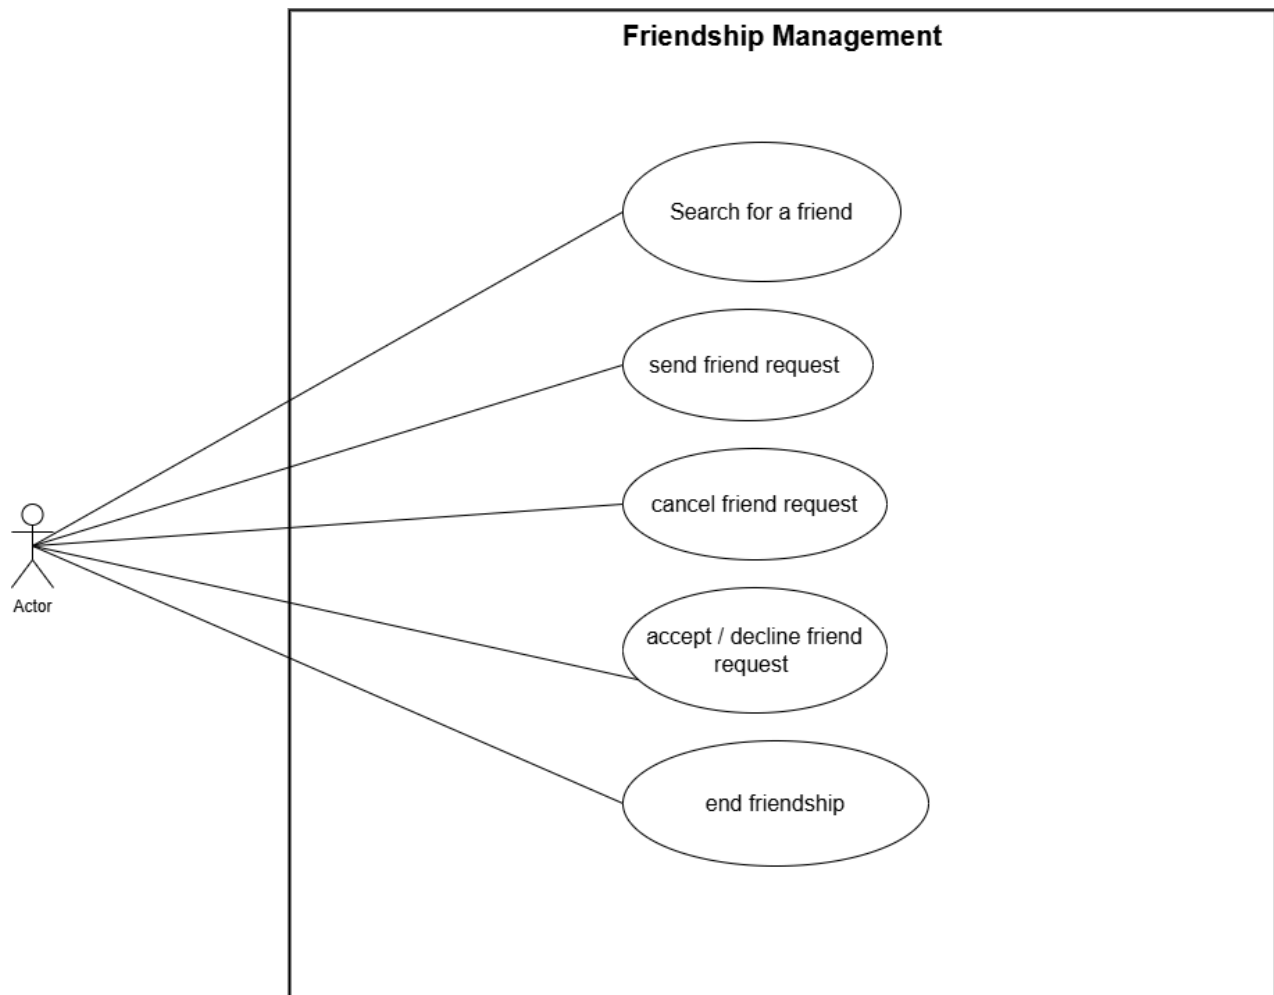 Friendship Management
Search for a friend
send friend request
cancel friend request
Actor
accept / decline friend
request
end friendship